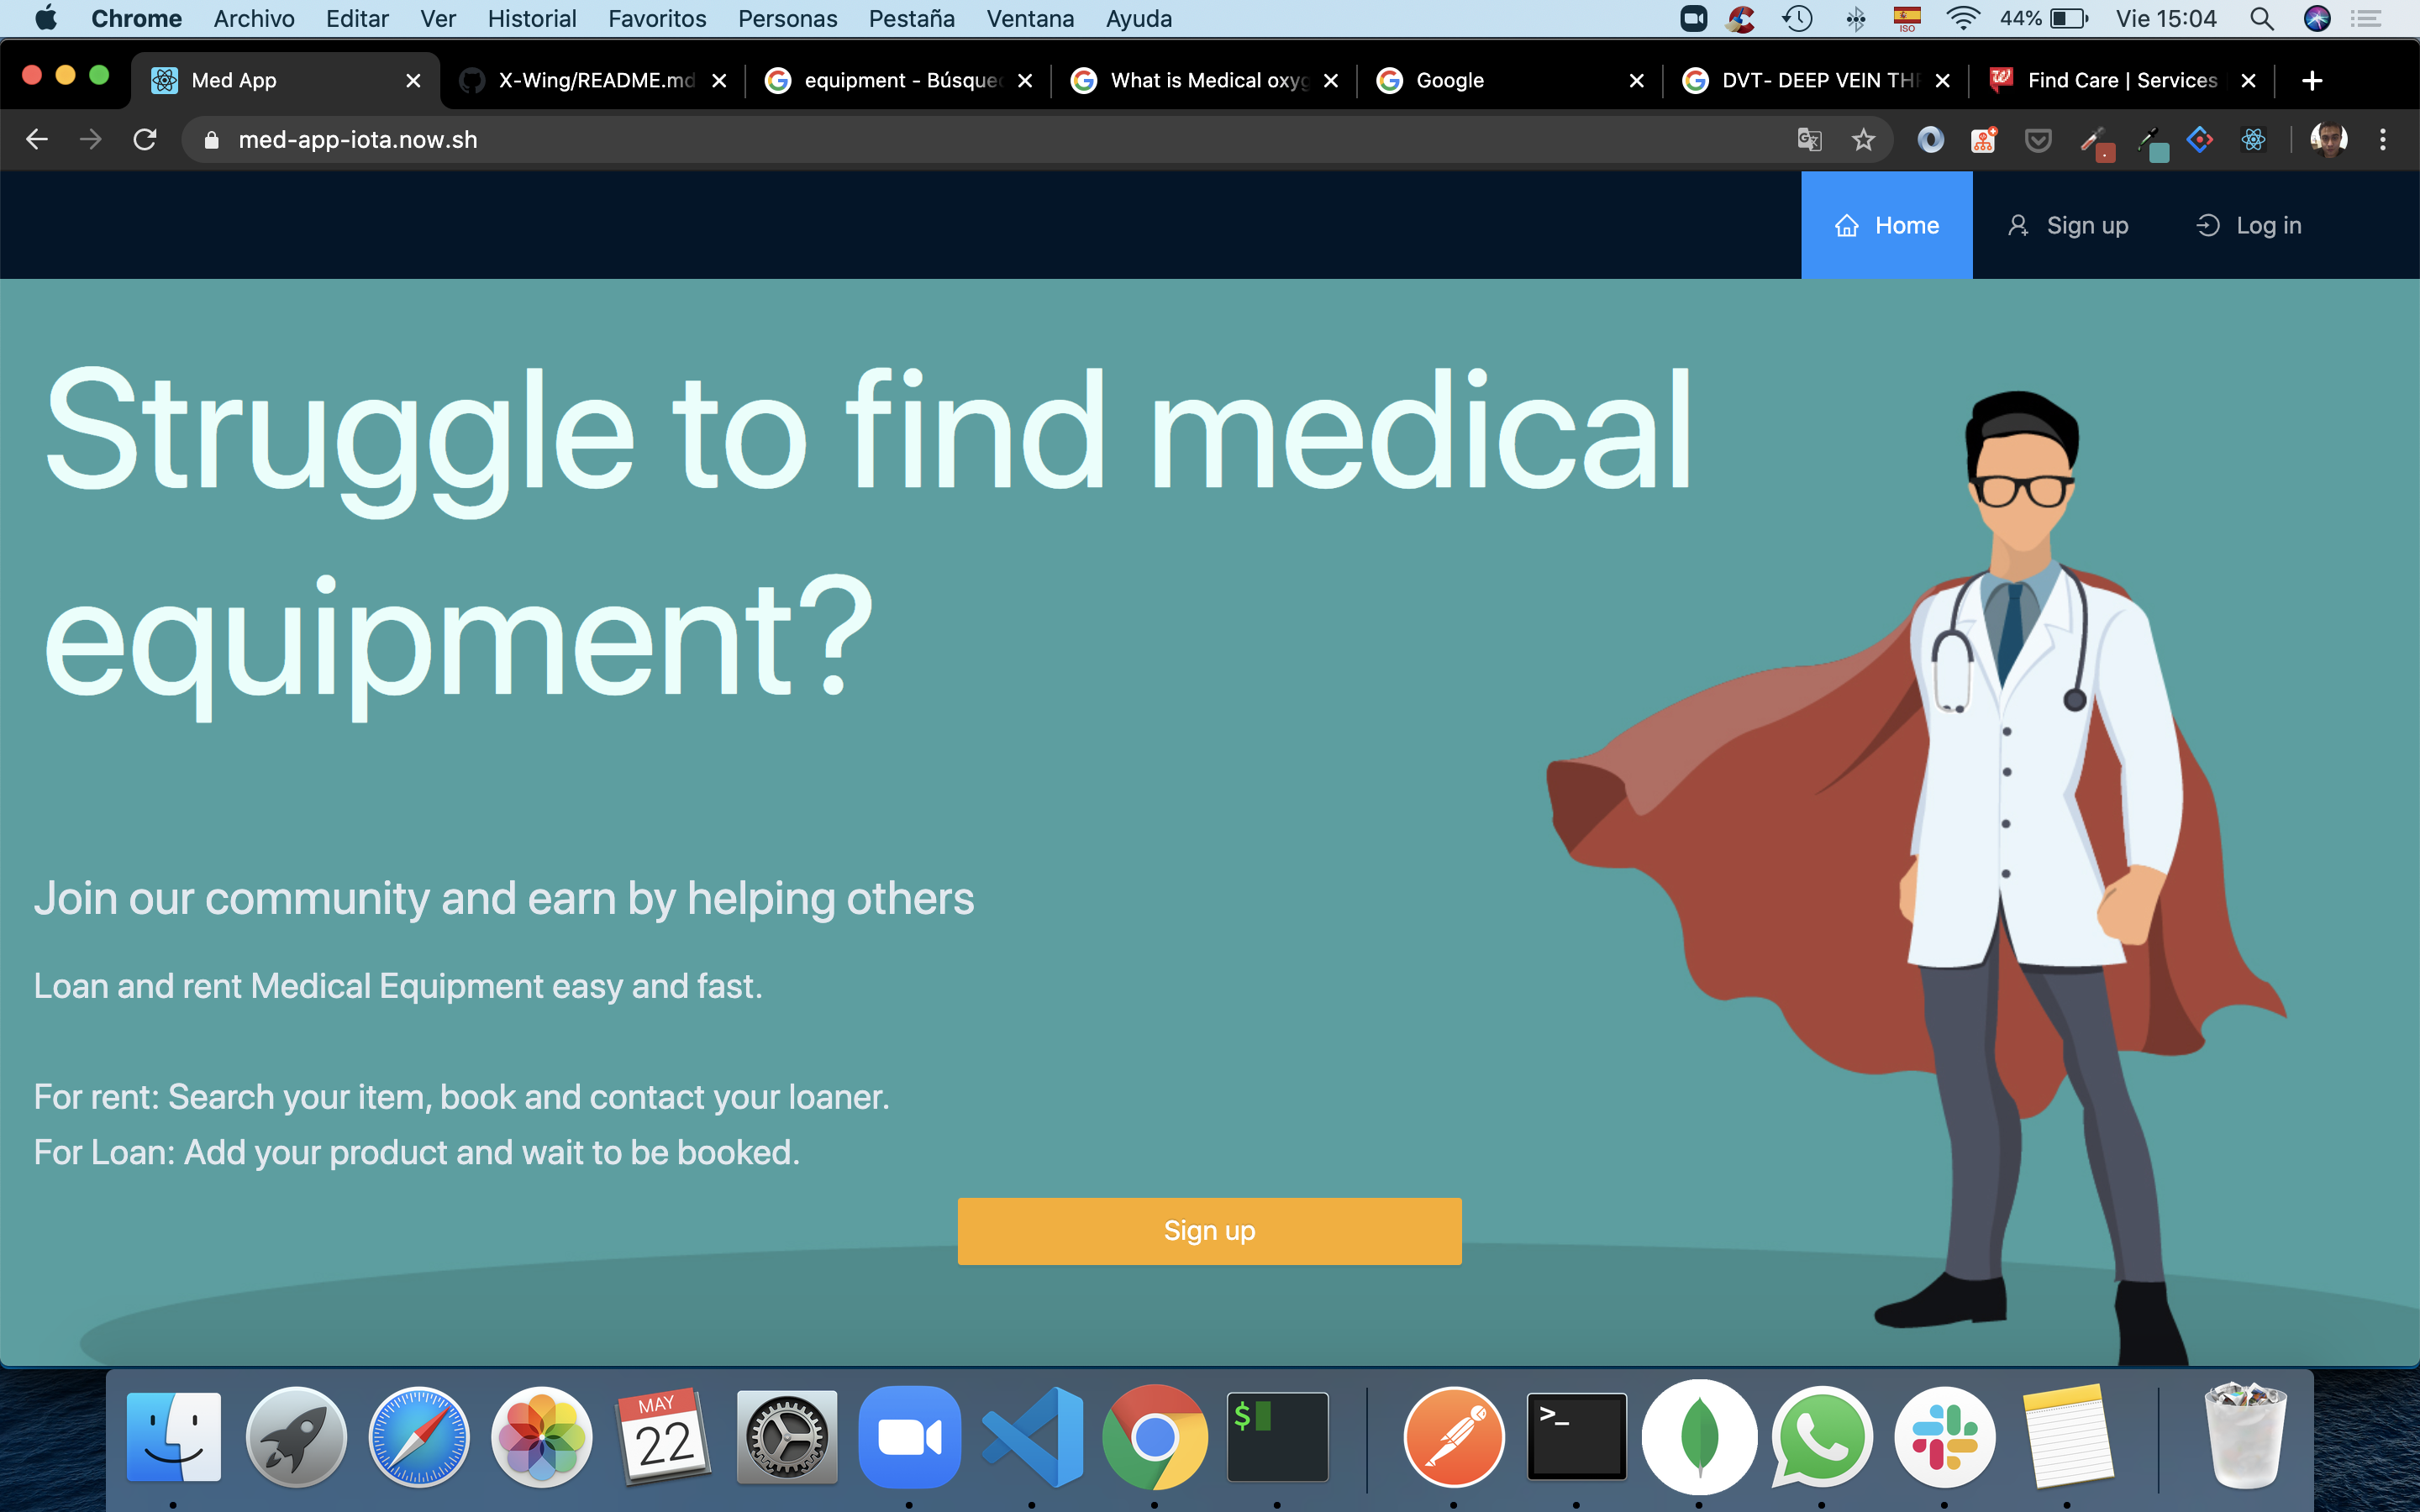 Chrome Archivo Editar Ver Historial Favoritos Personas Pestaña Ventana Ayuda ISO 44% Vie 15:04
Med App X-Wing/README.md equipment - Búsque What is Medical oxyg Google DVT- DEEP VEIN TH Find Care | Services
med-app-iota.now.sh
Home Sign up Log in
Struggle to find medical
equipment?
Join our community and earn by helping others
Loan and rent Medical Equipment easy and fast.
For rent: Search your item, book and contact your loaner.
For Loan: Add your product and wait to be booked.
Sign up
MAY
22
$
>_